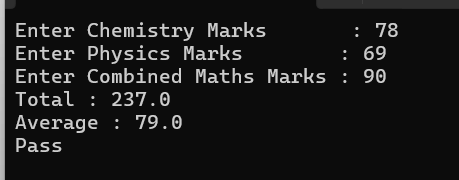 Enter Chemistry Marks       : 78
Enter Physics Marks        : 69
Enter Combined Maths Marks : 90
Total : 237.0
Average : 79.0
Pass